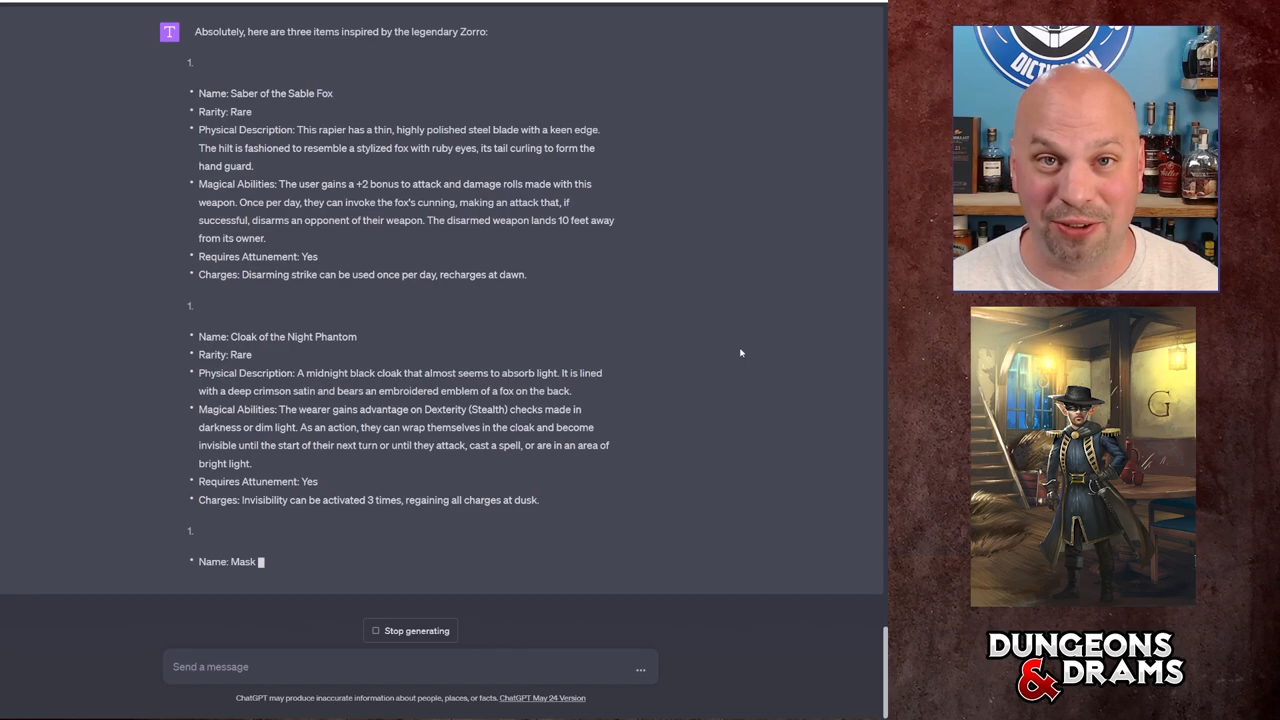 T
Absolutely, here are three items inspired by the legendary Zorro:
1.
• Name: Saber of the Sable Fox
• Rarity: Rare
• Physical Description: This rapier has a thin, highly polished steel blade with a keen edge.
The hilt is fashioned to resemble a stylized fox with ruby eyes, its tail curling to form the
hand guard.
• Magical Abilities: The user gains a +2 bonus to attack and damage rolls made with this
weapon. Once per day, they can invoke the fox's cunning, making an attack that, if
successful, disarms an opponent of their weapon. The disarmed weapon lands 10 feet away
from its owner.
• Requires Attunement: Yes
• Charges: Disarming strike can be used once per day, recharges at dawn.
1.
• Name: Cloak of the Night Phantom
• Rarity: Rare
• Physical Description: A midnight black cloak that almost seems to absorb light. It is lined
with a deep crimson satin and bears an embroidered emblem of a fox on the back.
• Magical Abilities: The wearer gains advantage on Dexterity (Stealth) checks made in
darkness or dim light. As an action, they can wrap themselves in the cloak and become
invisible until the start of their next turn or until they attack, cast a spell, or are in an area of
bright light.
• Requires Attunement: Yes
• Charges: Invisibility can be activated 3 times, regaining all charges at dusk.
1.
• Name: Mask
Stop generating
Send a message
...
ChatGPT may produce inaccurate information about people, places, or facts. ChatGPT May 24 Version
G
DUNGEONS
& DRAMS